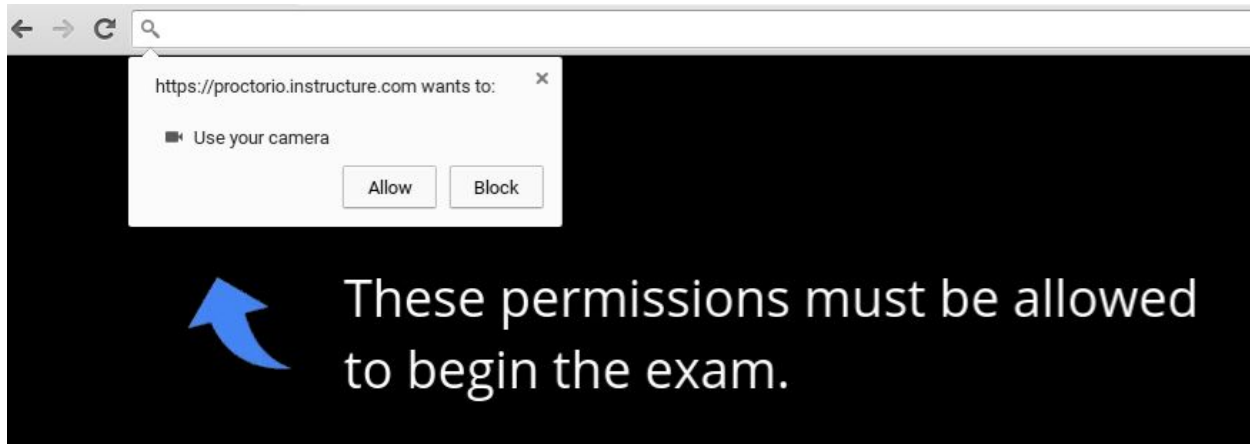 https://proctorio.instructure.com wants to:
Use your camera
Allow Block
These permissions must be allowed
to begin the exam.